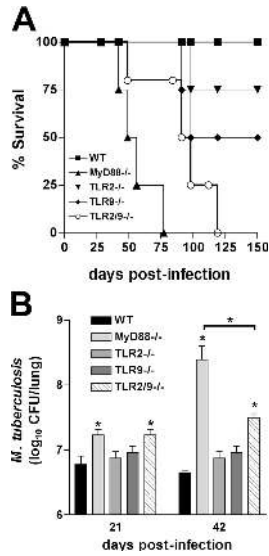 A
100
75
50
25
0
% Survival
WT
MyD88-/-
TLR2-/-
TLR9-/-
TLR2/9-/-
0 25 50 75 100 125 150
days post-infection
B
9
8
7
6
M. tuberculosis
(log10 CFU/lung)
WT
MyD88-/-
TLR2-/-
TLR9-/-
TLR2/9-/-
*
*
*
*
*
21 42
days post-infection